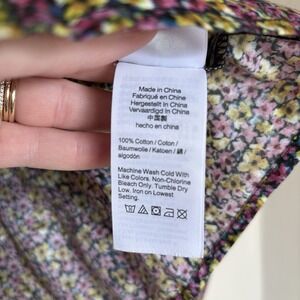 Made in China
Fabriqué en China
Hergestellt In China
Vervaardigd In China
中国製
hecho en china
100% Cotton / Coton /
Baumwolle / Katoen / 綿 /
algodón
Machine Wash Cold With
Like Colors. Non-Chlorine
Bleach Only. Tumble Dry
Low. Iron on Lowest
Setting.